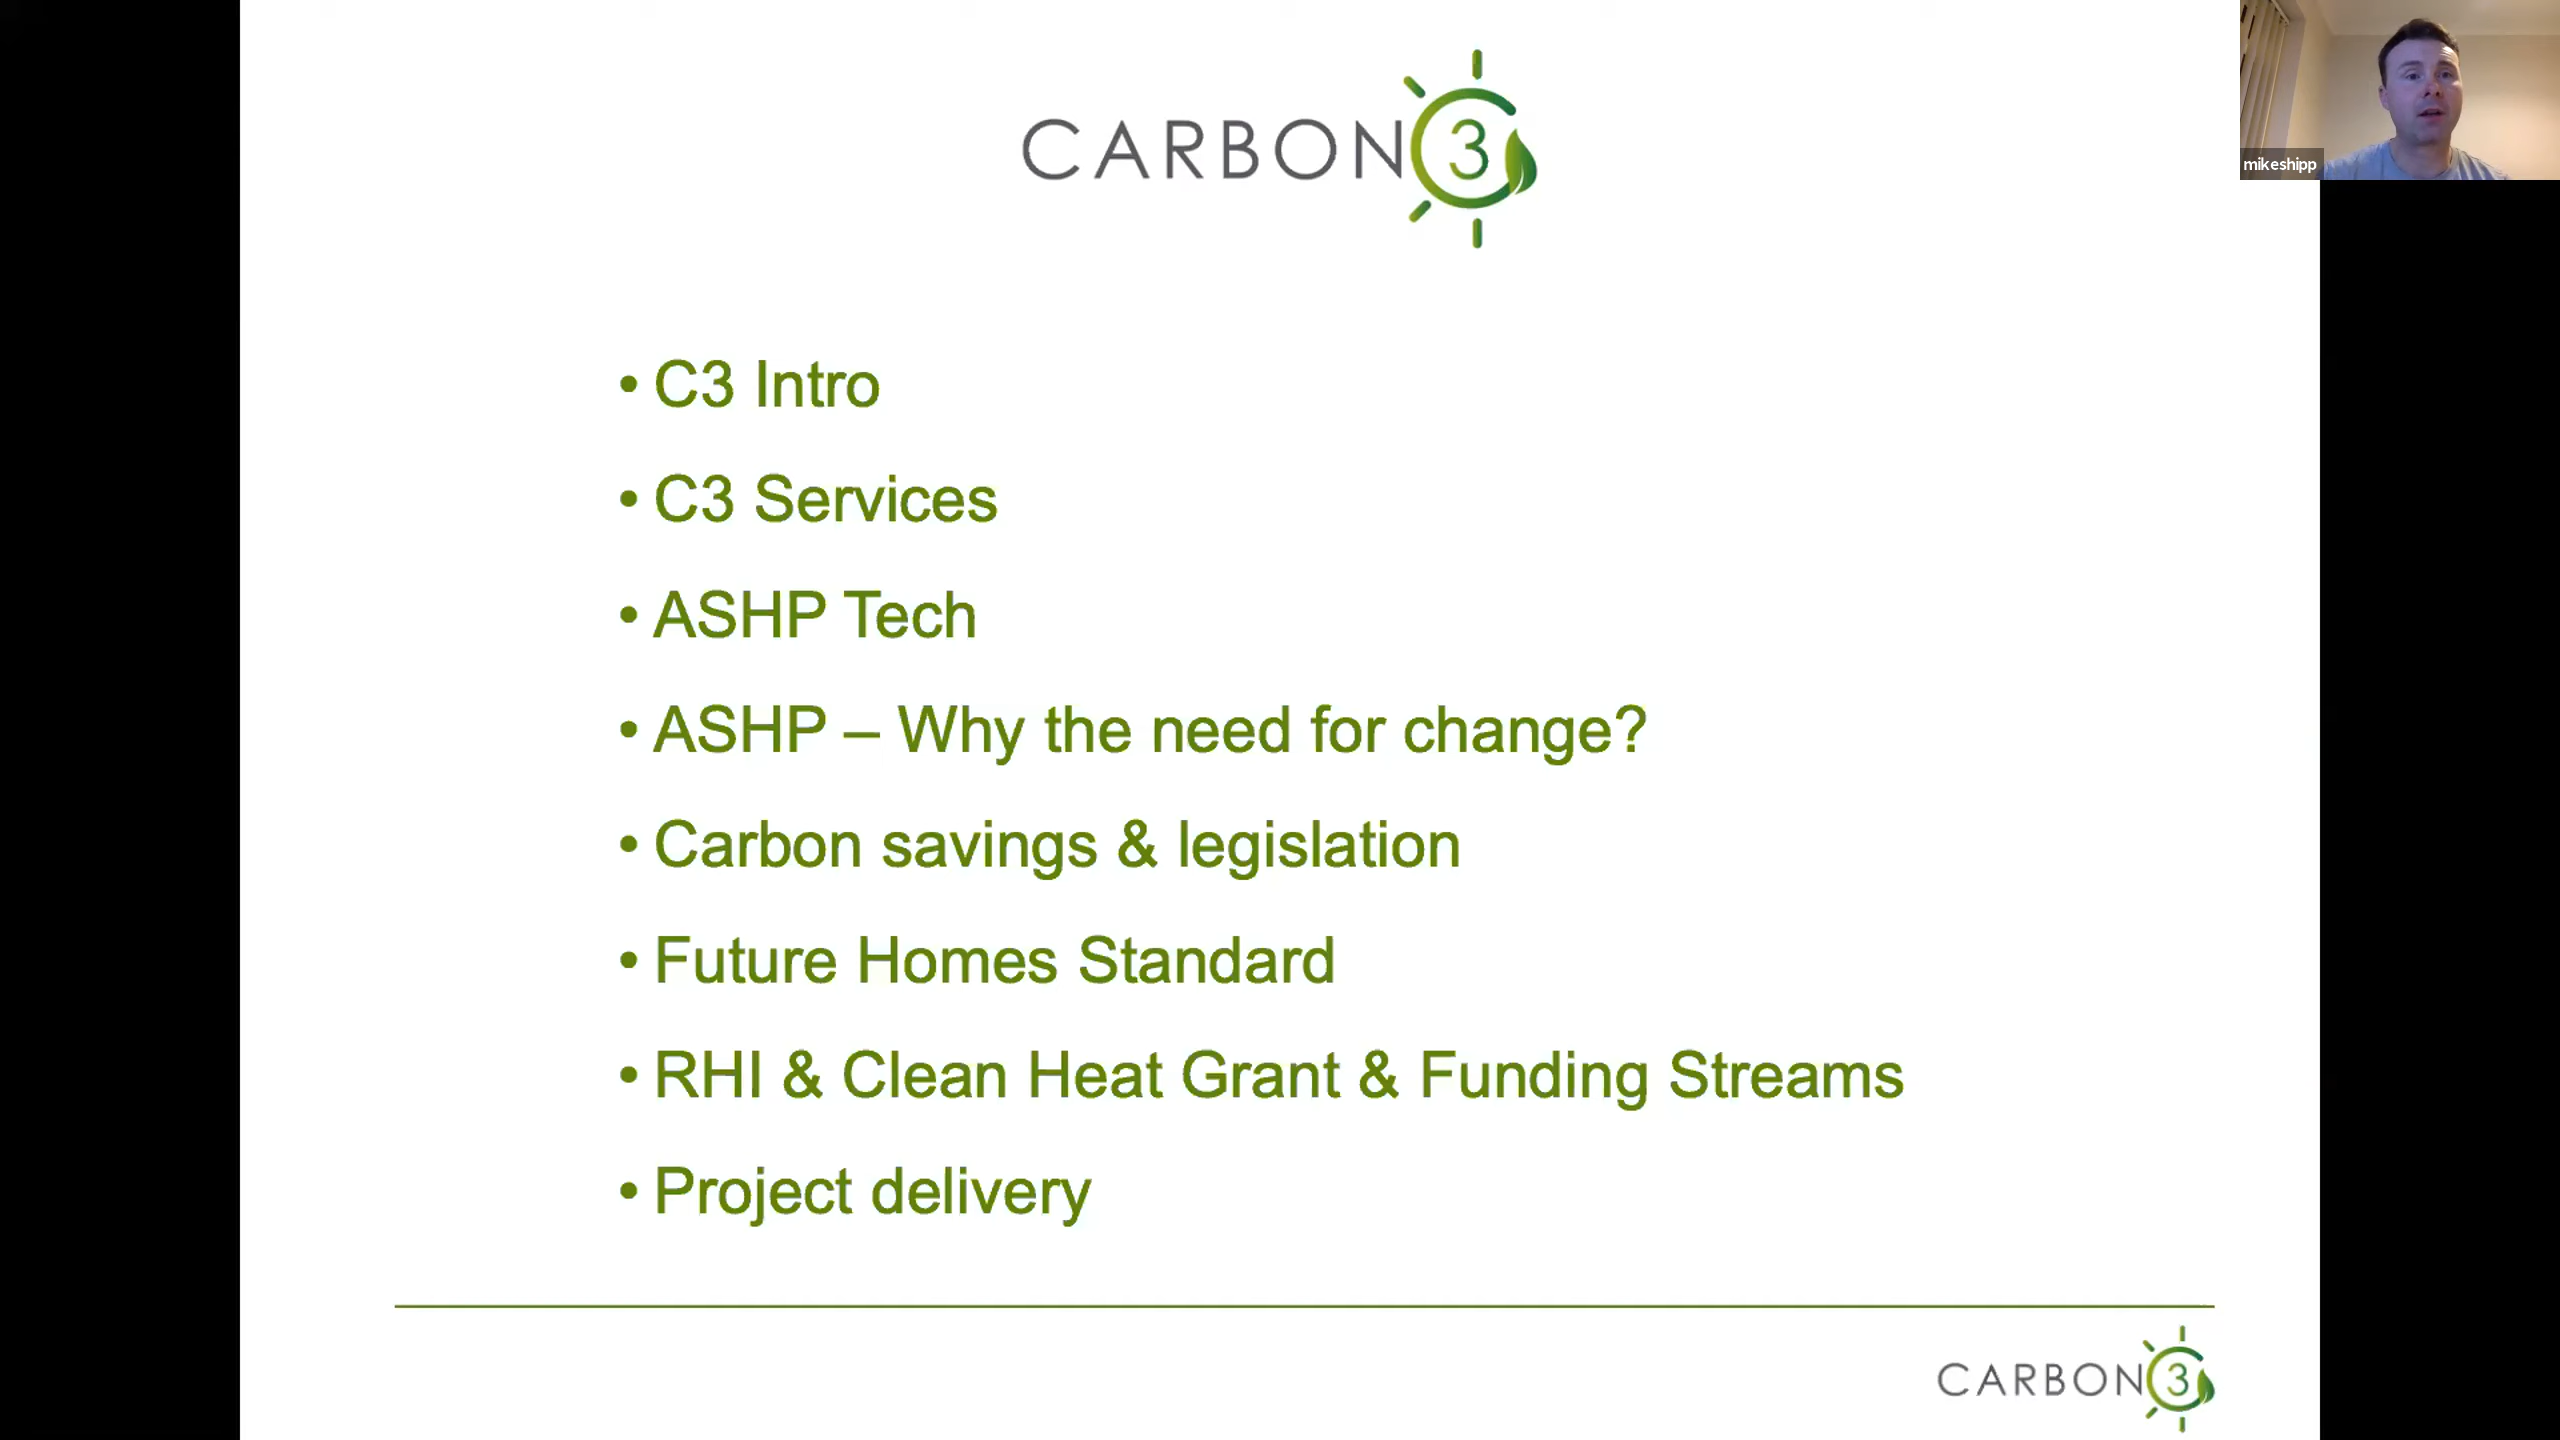 CARBON 3
mikeshipp
• C3 Intro
• C3 Services
• ASHP Tech
• ASHP – Why the need for change?
• Carbon savings & legislation
• Future Homes Standard
• RHI & Clean Heat Grant & Funding Streams
• Project delivery
CARBON 3